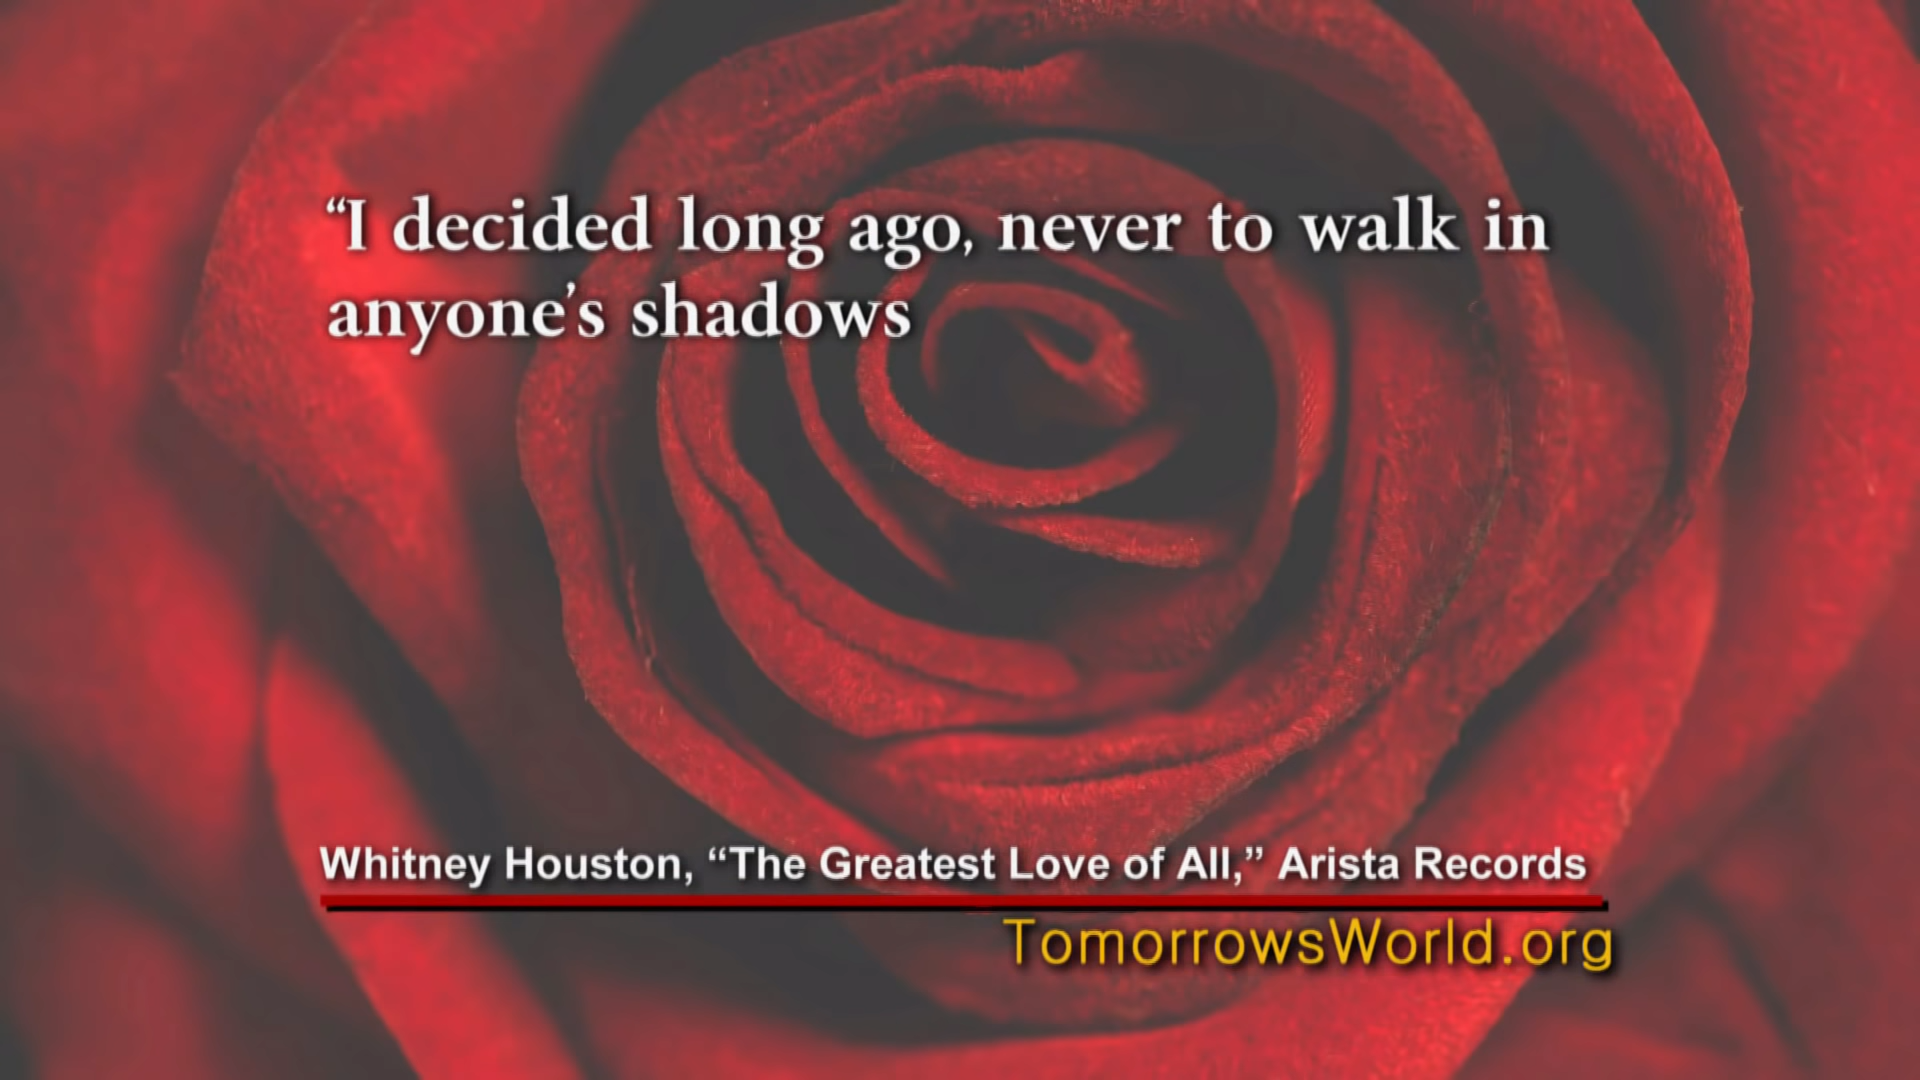 “I decided long ago, never to walk in
anyone’s shadows
Whitney Houston, “The Greatest Love of All,” Arista Records
TomorrowsWorld.org